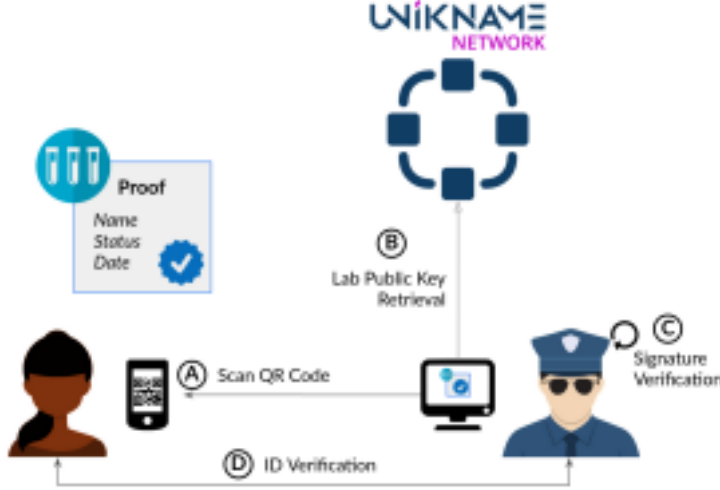 UNIKNAME
NETWORK
Proof
Name
Status
Date
B
Lab Public Key
Retrieval
C
Signature
Verification
A Scan QR Code
D ID Verification